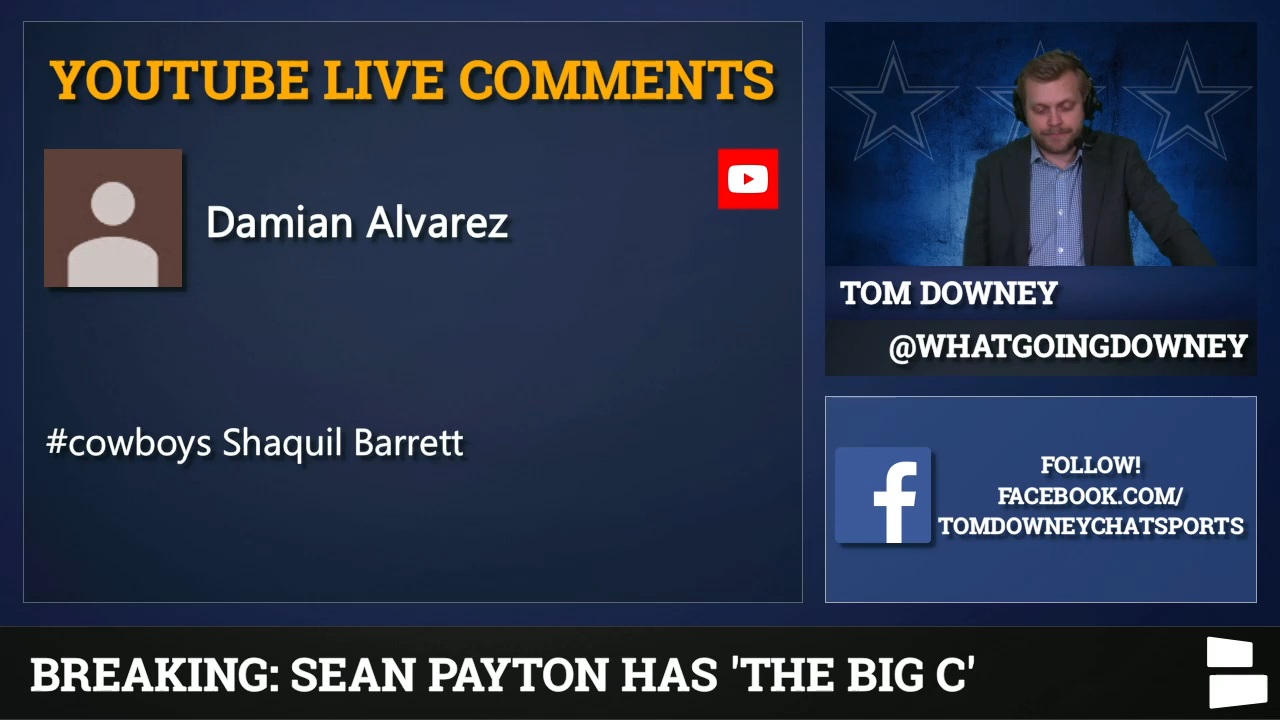 YOUTUBE LIVE COMMENTS
Damian Alvarez
#cowboys Shaquil Barrett
TOM DOWNEY
@WHATGOINGDOWNEY
FOLLOW!
FACEBOOK.COM/
TOMDOWNEYCHATSPORTS
BREAKING: SEAN PAYTON HAS 'THE BIG C'